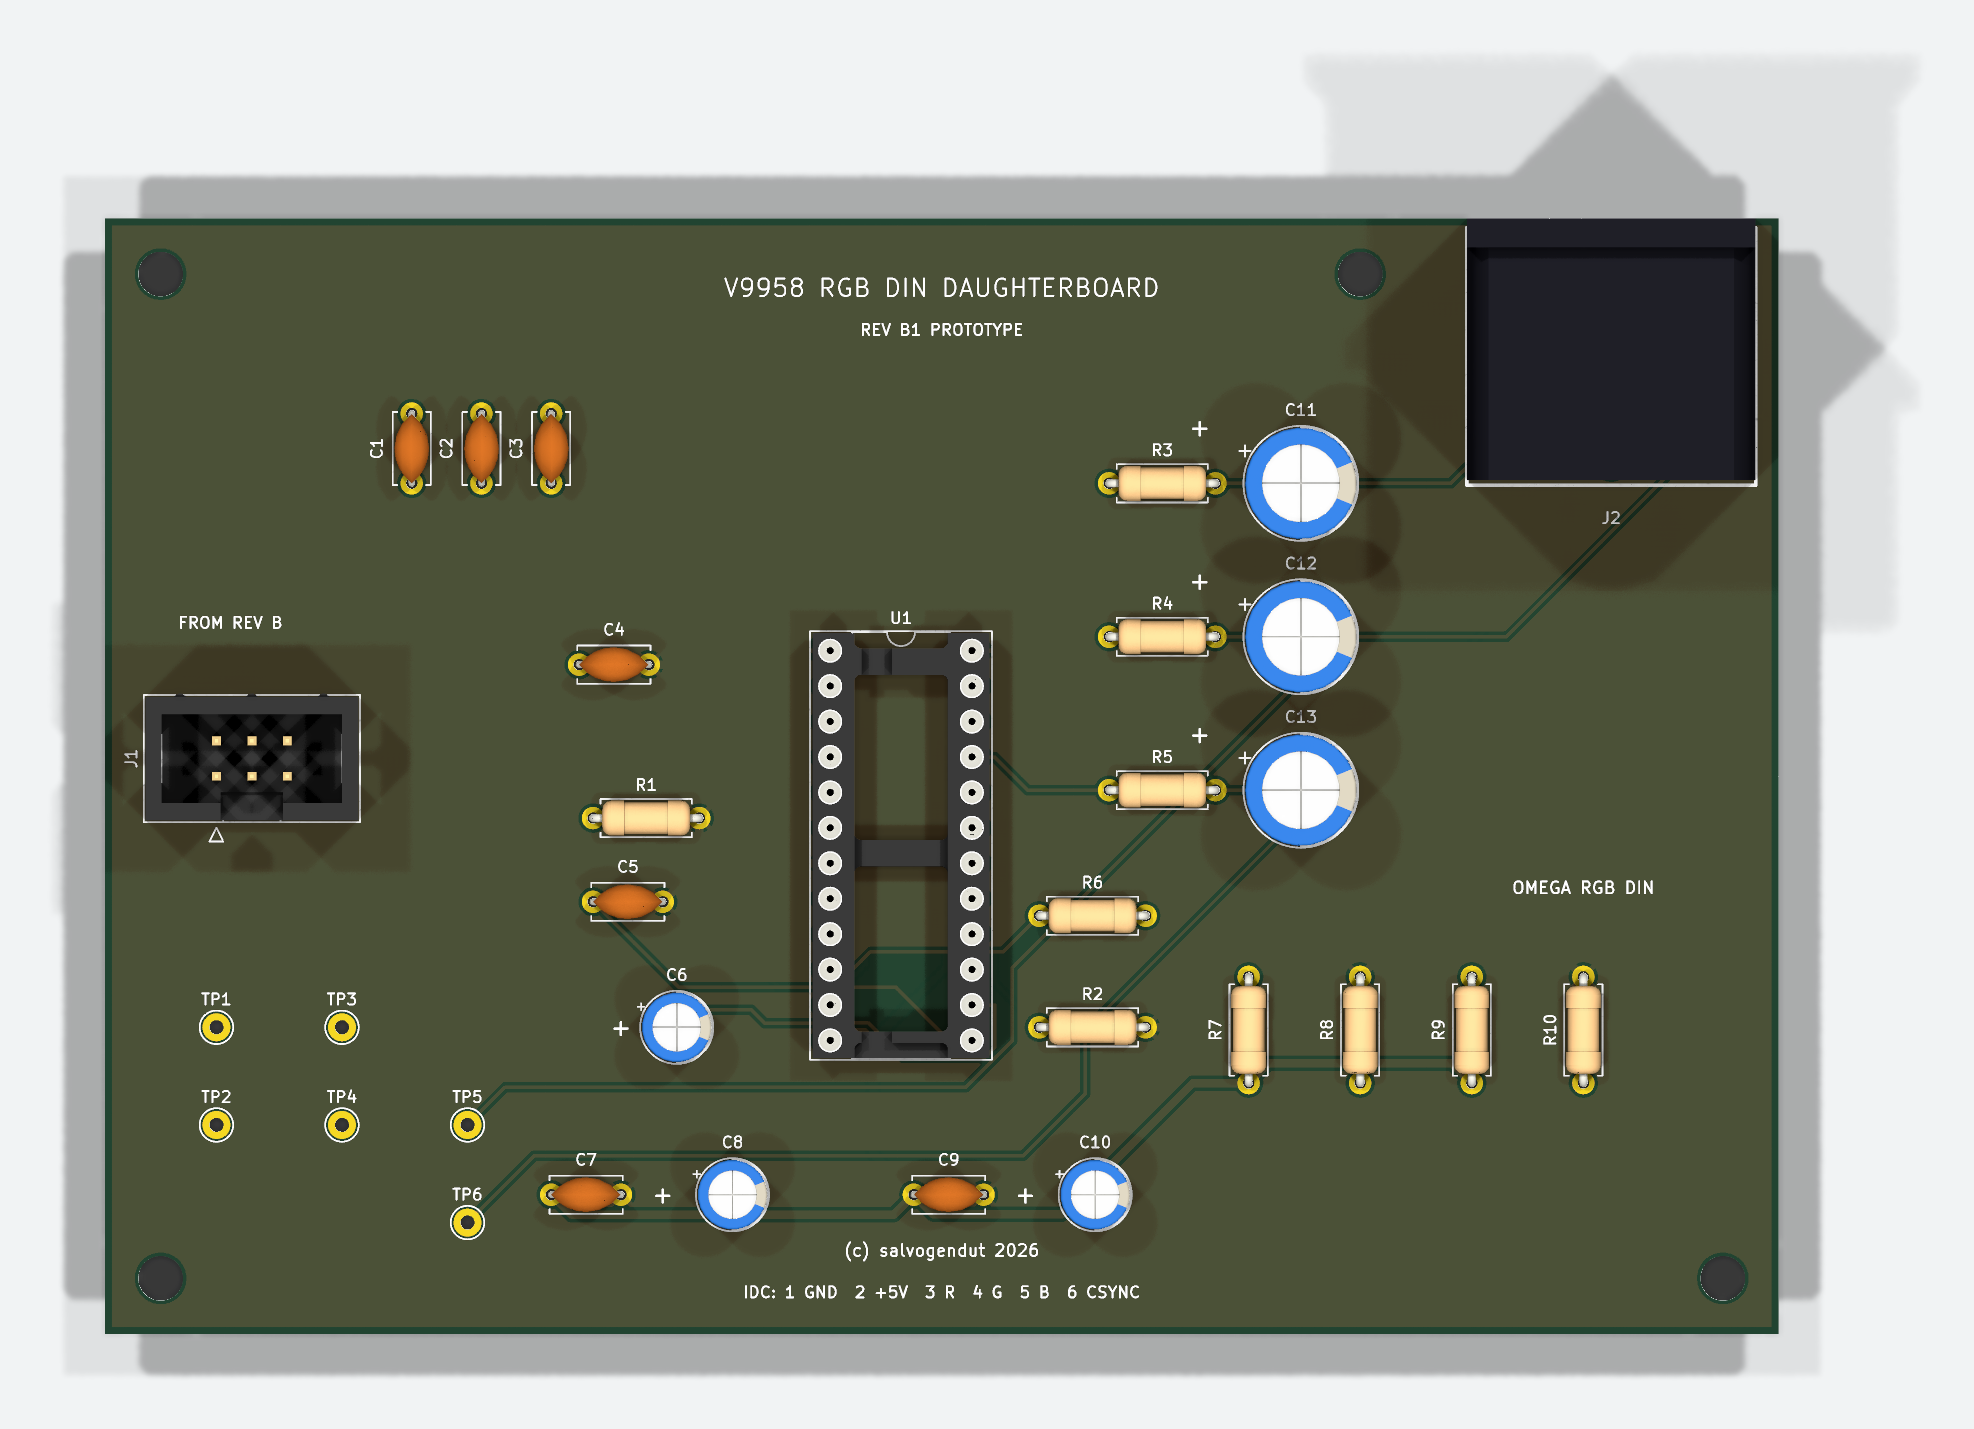 V9958 RGB DIN DAUGHTERBOARD
REV B1 PROTOTYPE
C1
C2
C3
C11
R3
J2
C12
R4
FROM REV B
C4
U1
C13
R5
J1
R1
C5
R6
OMEGA RGB DIN
C6
R2
TP1
TP3
R7
R8
R9
R10
TP2
TP4
TP5
C7
C8
C9
C10
TP6
(c) salvogendut 2026
IDC: 1 GND 2 +5V 3 R 4 G 5 B 6 CSYNC